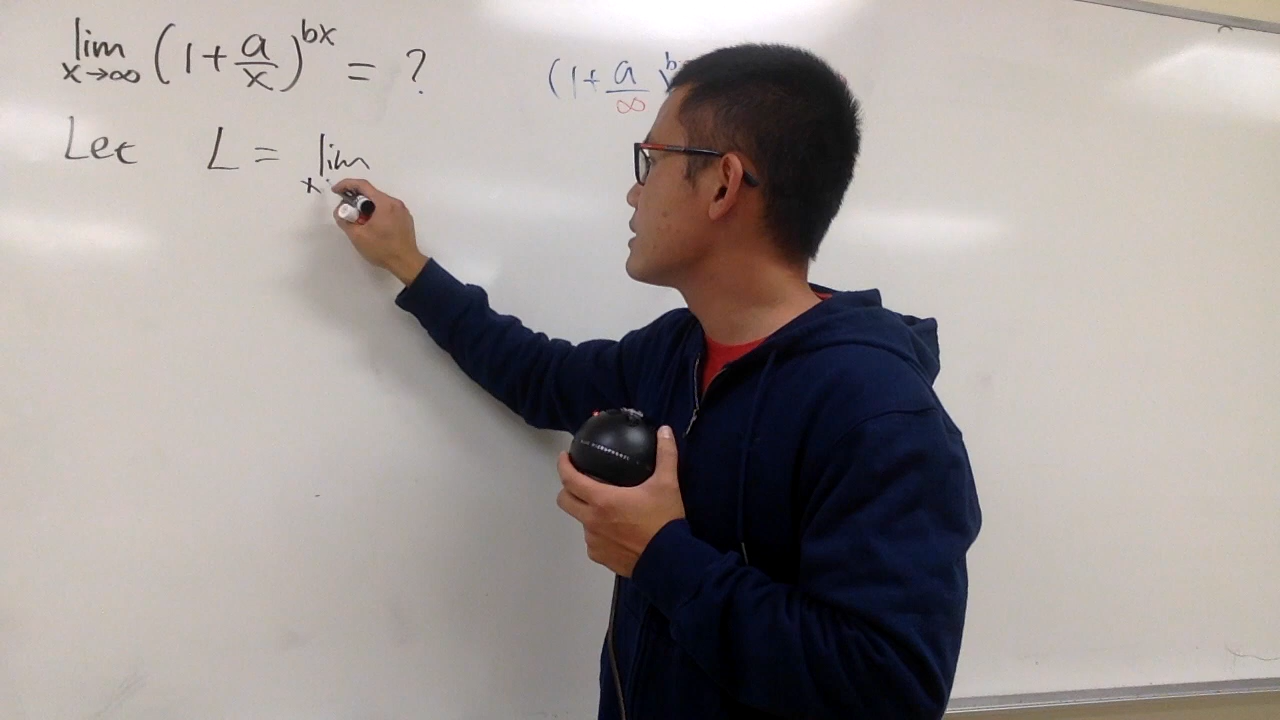 lim x→∞ (1 + a/x)^bx = ?
(1 + a/∞)^b
Let L = lim x